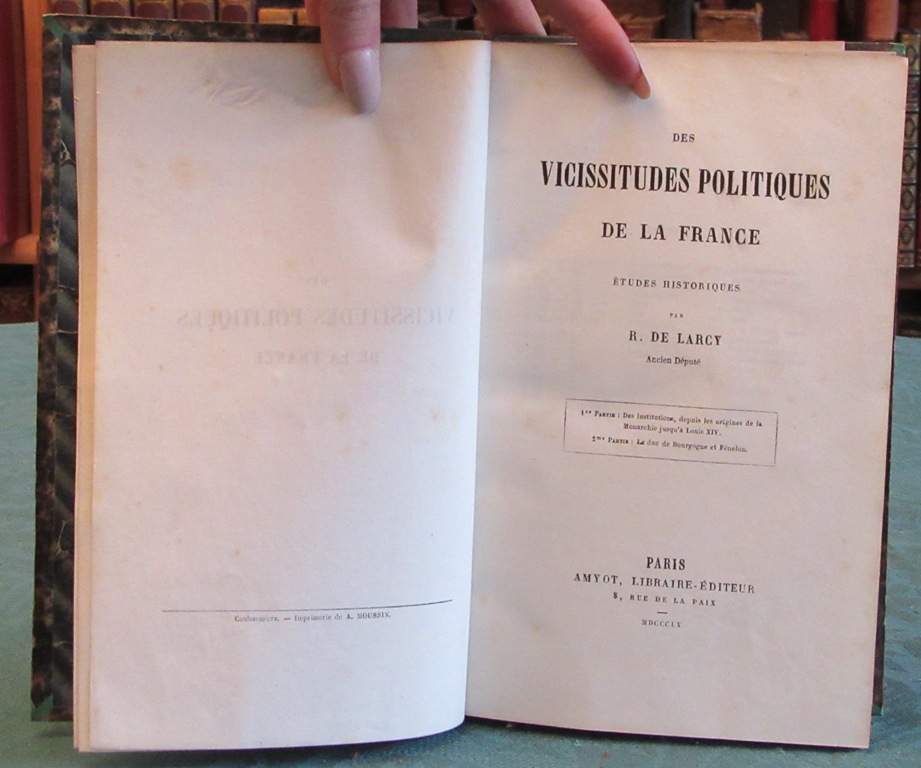 Coulommiers. — Imprimerie de A. MOUSSIN.
DES
VICISSITUDES POLITIQUES
DE LA FRANCE
ÉTUDES HISTORIQUES
PAR
R. DE LARCY
Ancien Député
1re PARTIE : Des Institutions, depuis les origines de la
Monarchie jusqu'à Louis XIV.
2me PARTIE : Le duc de Bourgogne et Fénelon.
PARIS
AMYOT, LIBRAIRE-ÉDITEUR
8, RUE DE LA PAIX
—
MDCCCLX